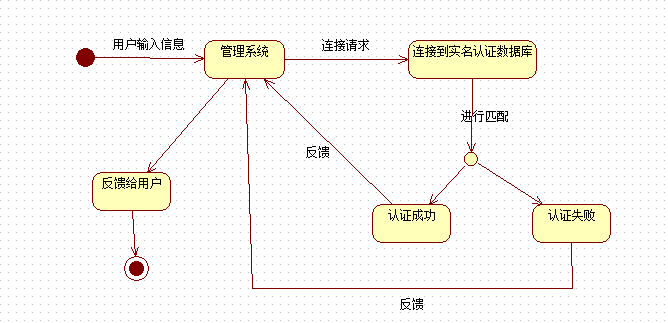 用户输入信息
管理系统
连接请求
连接到实名认证数据库
进行匹配
反馈
反馈给用户
认证成功
认证失败
反馈